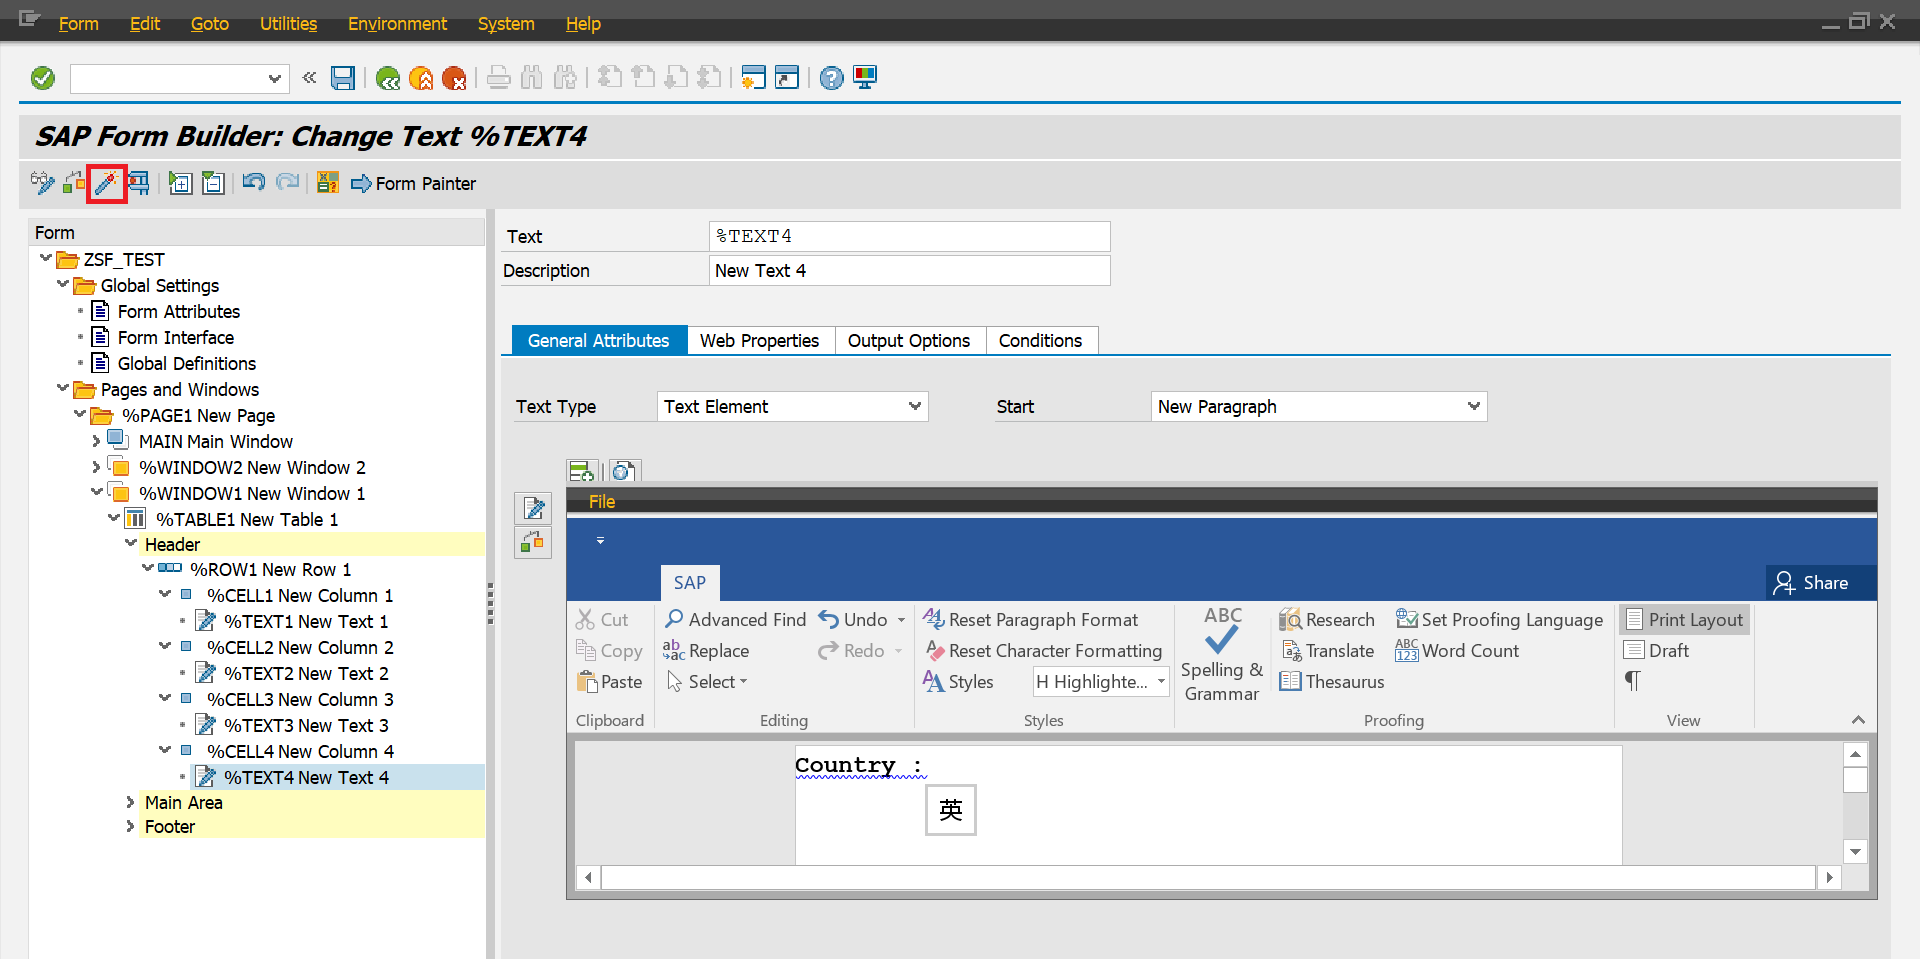 Form Edit Goto Utilities Environment System Help
SAP Form Builder: Change Text %TEXT4
Form Painter
Form
ZSF_TEST
Global Settings
Form Attributes
Form Interface
Global Definitions
Pages and Windows
%PAGE1 New Page
MAIN Main Window
%WINDOW2 New Window 2
%WINDOW1 New Window 1
%TABLE1 New Table 1
Header
%ROW1 New Row 1
%CELL1 New Column 1
%TEXT1 New Text 1
%CELL2 New Column 2
%TEXT2 New Text 2
%CELL3 New Column 3
%TEXT3 New Text 3
%CELL4 New Column 4
%TEXT4 New Text 4
Main Area
Footer
Text %TEXT4
Description New Text 4
General Attributes Web Properties Output Options Conditions
Text Type Text Element Start New Paragraph
File
SAP Share
Cut Advanced Find Undo Reset Paragraph Format ABC Research Set Proofing Language Print Layout
Copy Replace Redo Reset Character Formatting Spelling & Translate Word Count Draft
Paste Select Styles H Highlighte... Grammar Thesaurus
Clipboard Editing Styles Proofing View
Country :
英